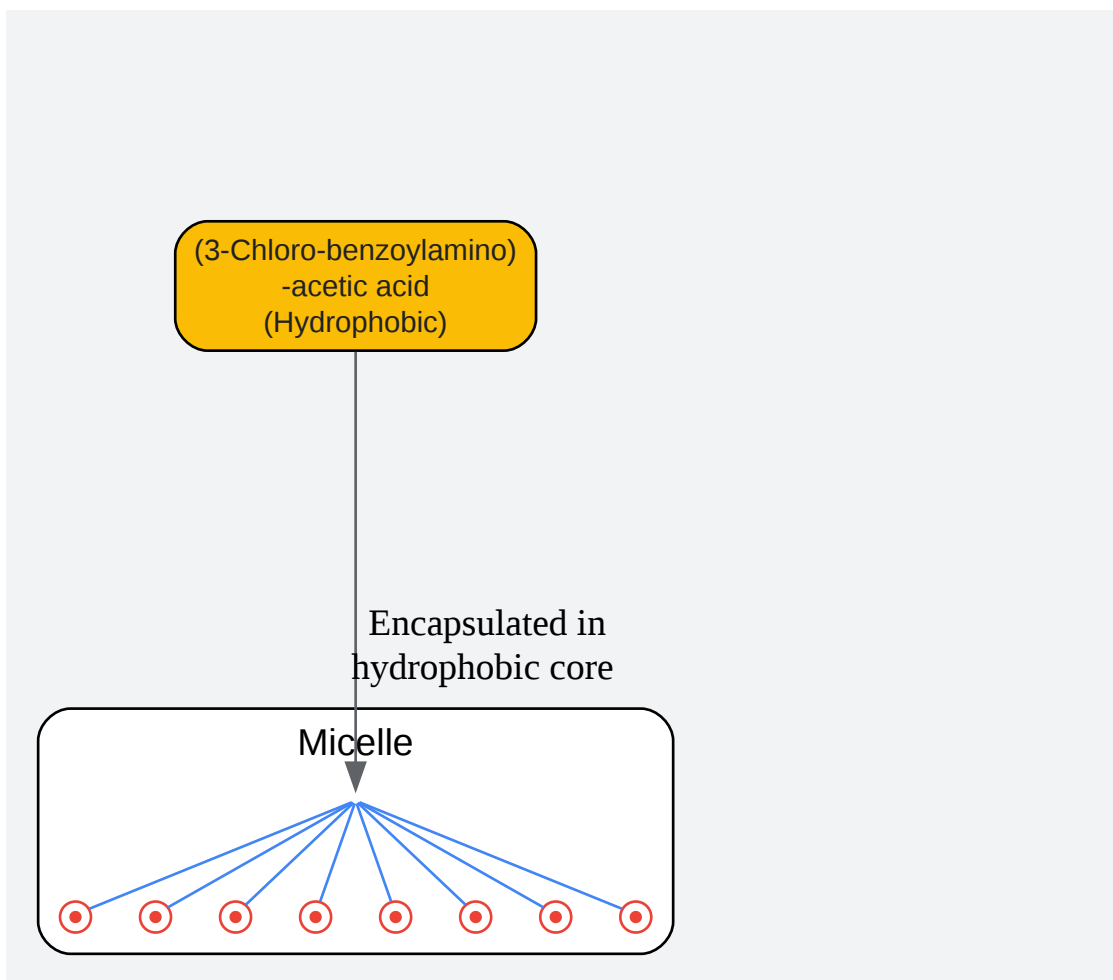 (3-Chloro-benzoylamino)
-acetic acid
(Hydrophobic)
Encapsulated in
hydrophobic core
Micelle